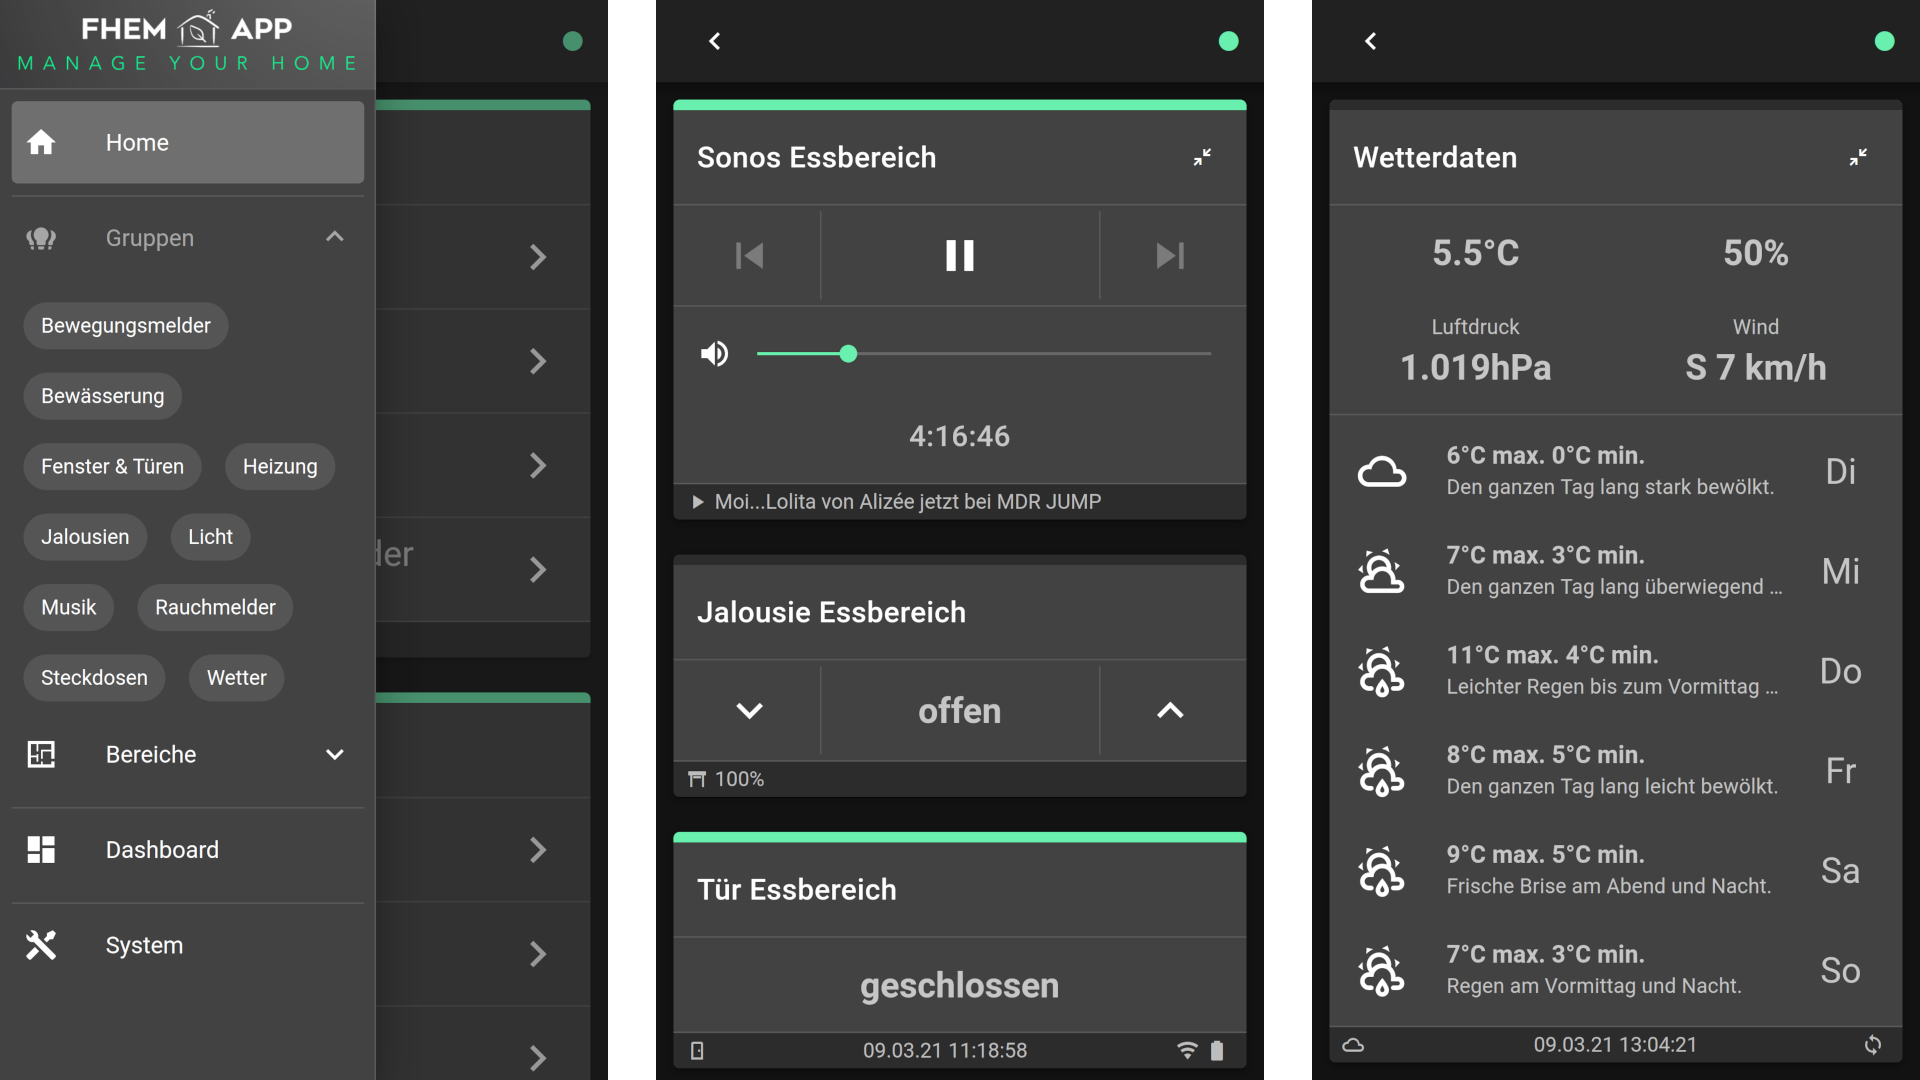 FHEM APP
MANAGE YOUR HOME
Home
Gruppen
Bewegungsmelder
Bewässerung
Fenster & Türen Heizung
Jalousien Licht
Musik Rauchmelder
Steckdosen Wetter
Bereiche
Dashboard
System
der
Sonos Essbereich
4:16:46
Moi...Lolita von Alizée jetzt bei MDR JUMP
Jalousie Essbereich
offen
100%
Tür Essbereich
geschlossen
09.03.21 11:18:58
Wetterdaten
5.5°C 50%
Luftdruck Wind
1.019hPa S 7 km/h
6°C max. 0°C min.
Den ganzen Tag lang stark bewölkt.
Di
7°C max. 3°C min.
Den ganzen Tag lang überwiegend ...
Mi
11°C max. 4°C min.
Leichter Regen bis zum Vormittag ...
Do
8°C max. 5°C min.
Den ganzen Tag lang leicht bewölkt.
Fr
9°C max. 5°C min.
Frische Brise am Abend und Nacht.
Sa
7°C max. 3°C min.
Regen am Vormittag und Nacht.
So
09.03.21 13:04:21